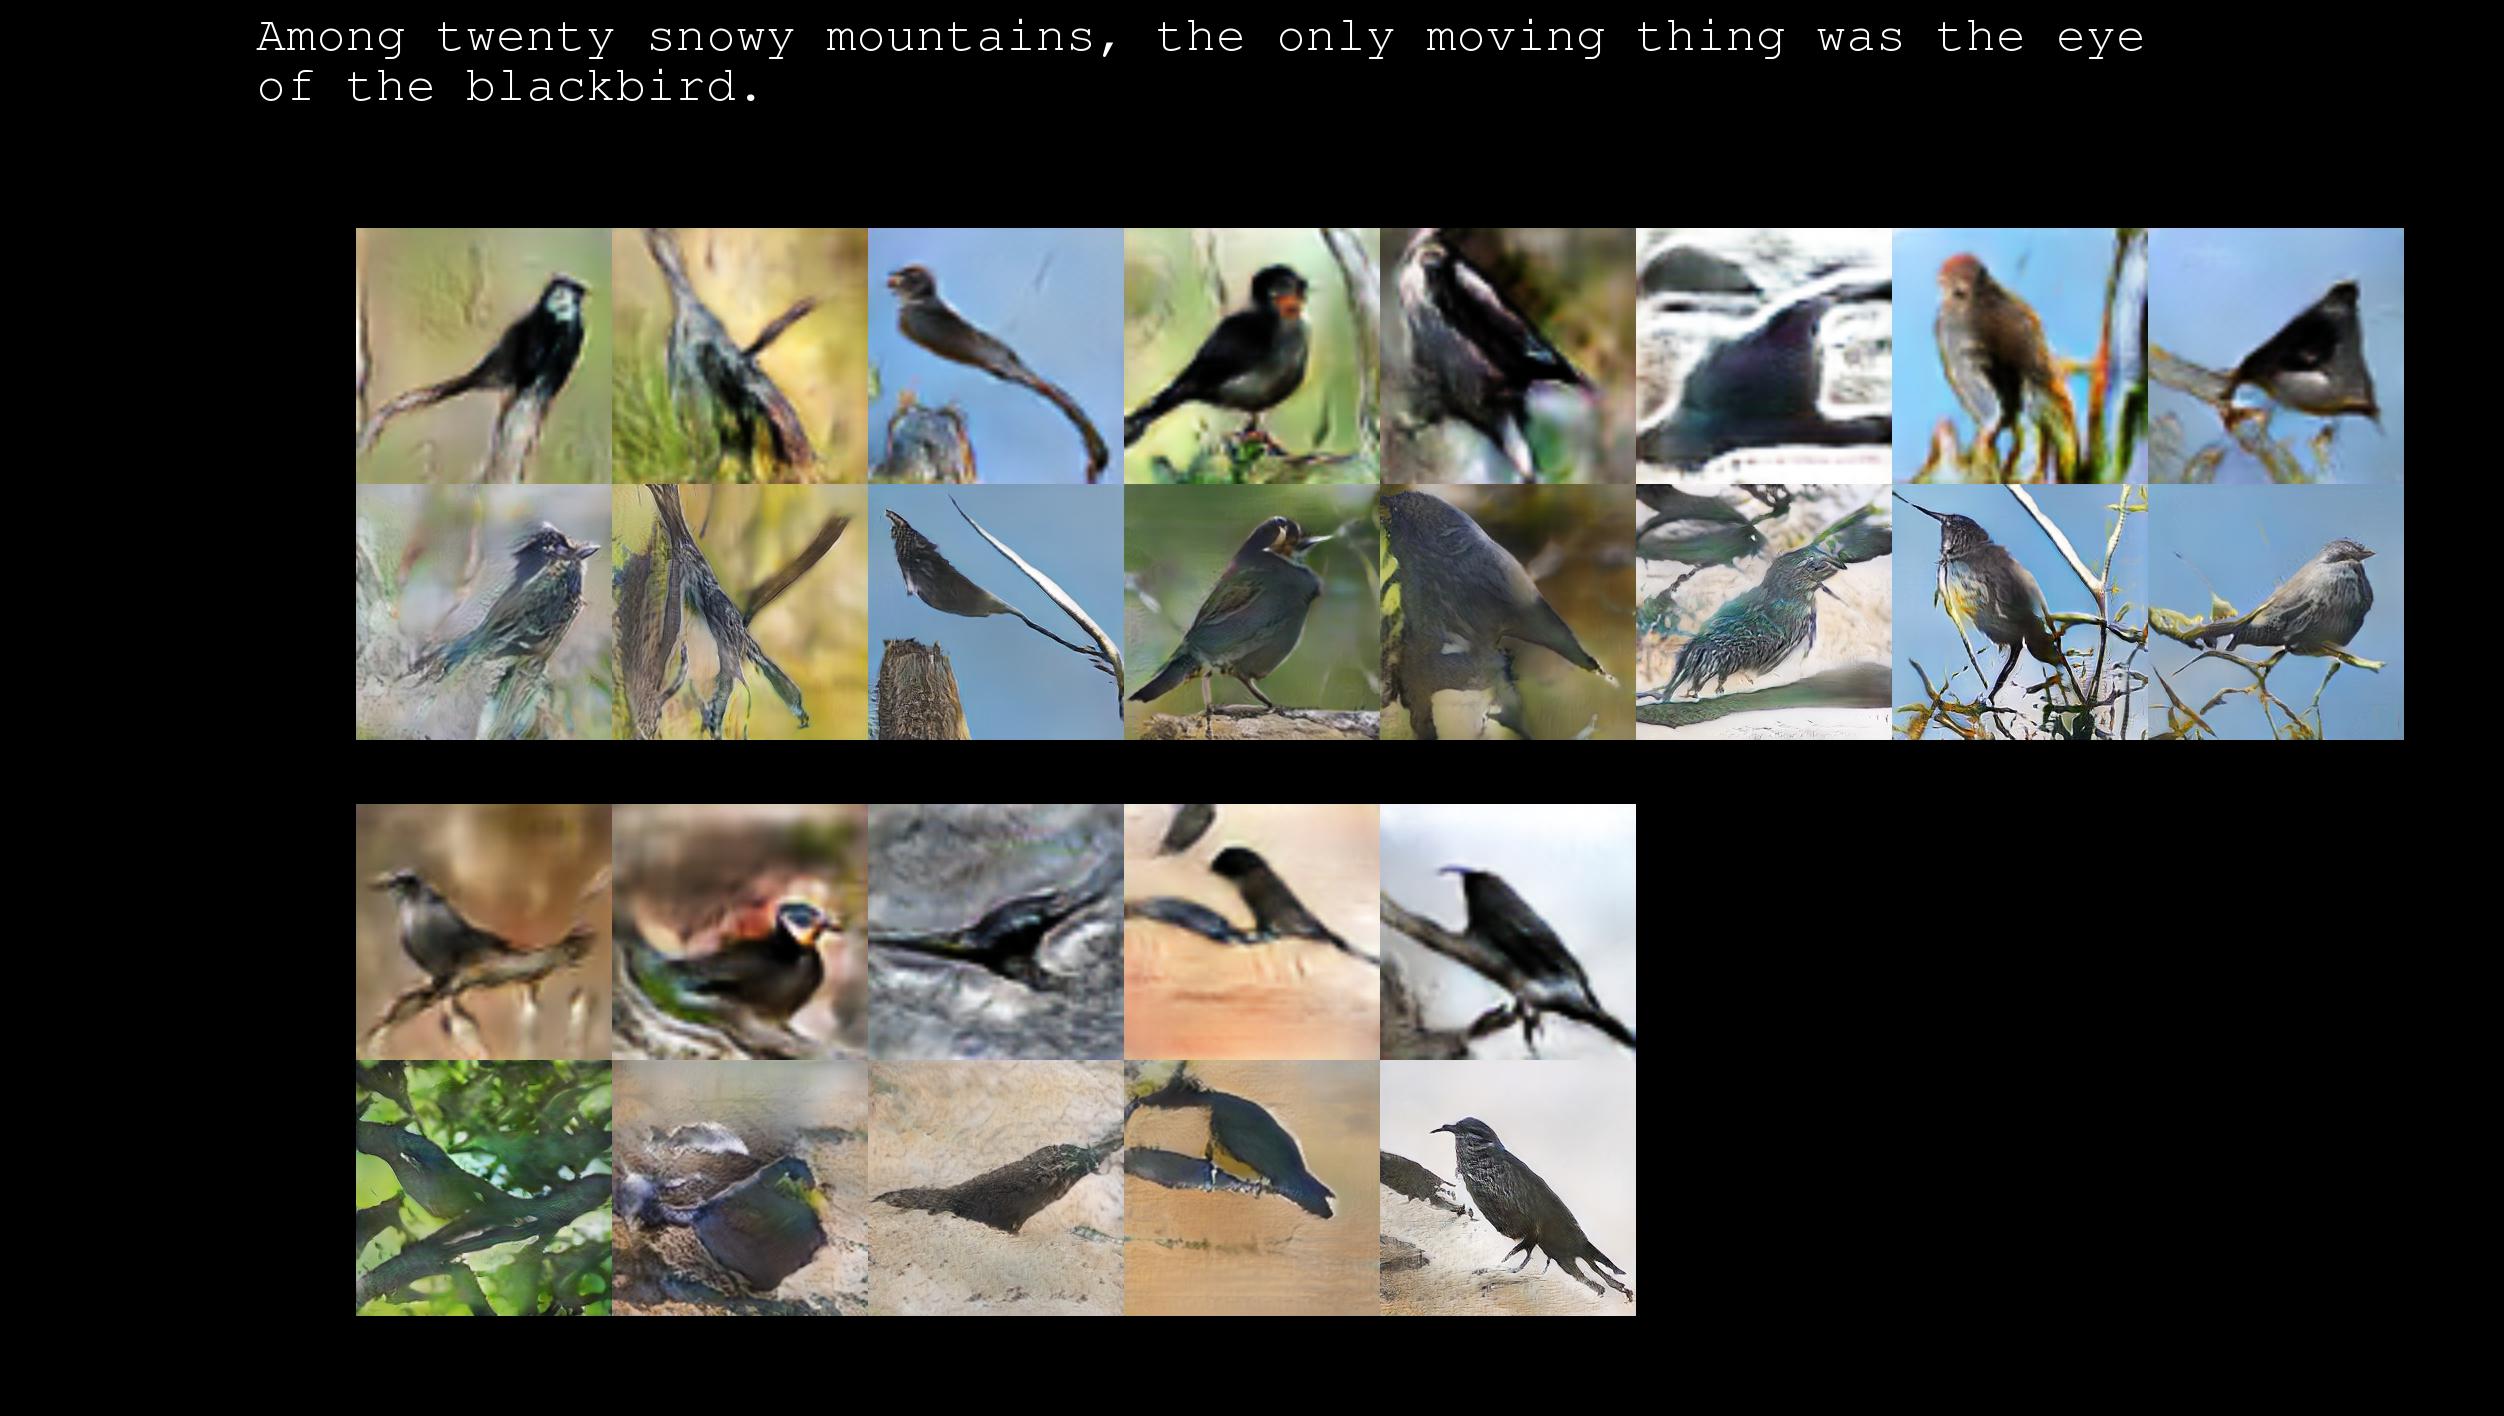 Among twenty snowy mountains, the only moving thing was the eye
of the blackbird.